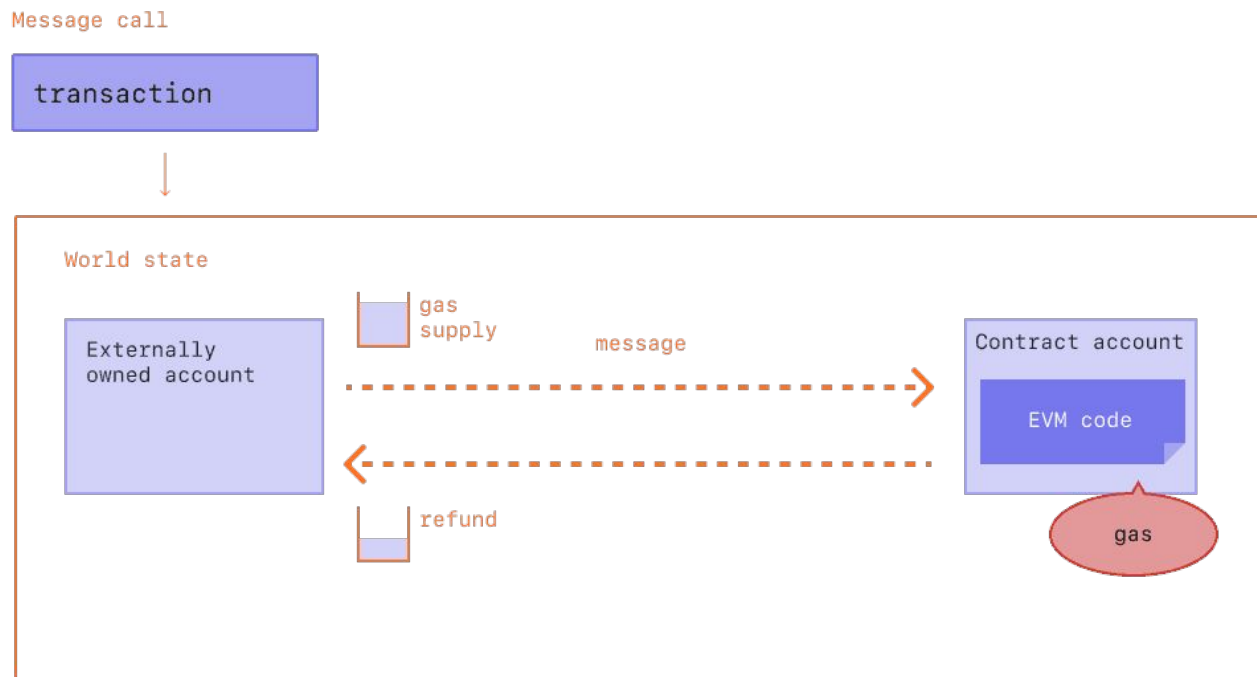 Message call
transaction
World state
gas
supply
message
Externally
owned account
Contract account
EVM code
refund
gas